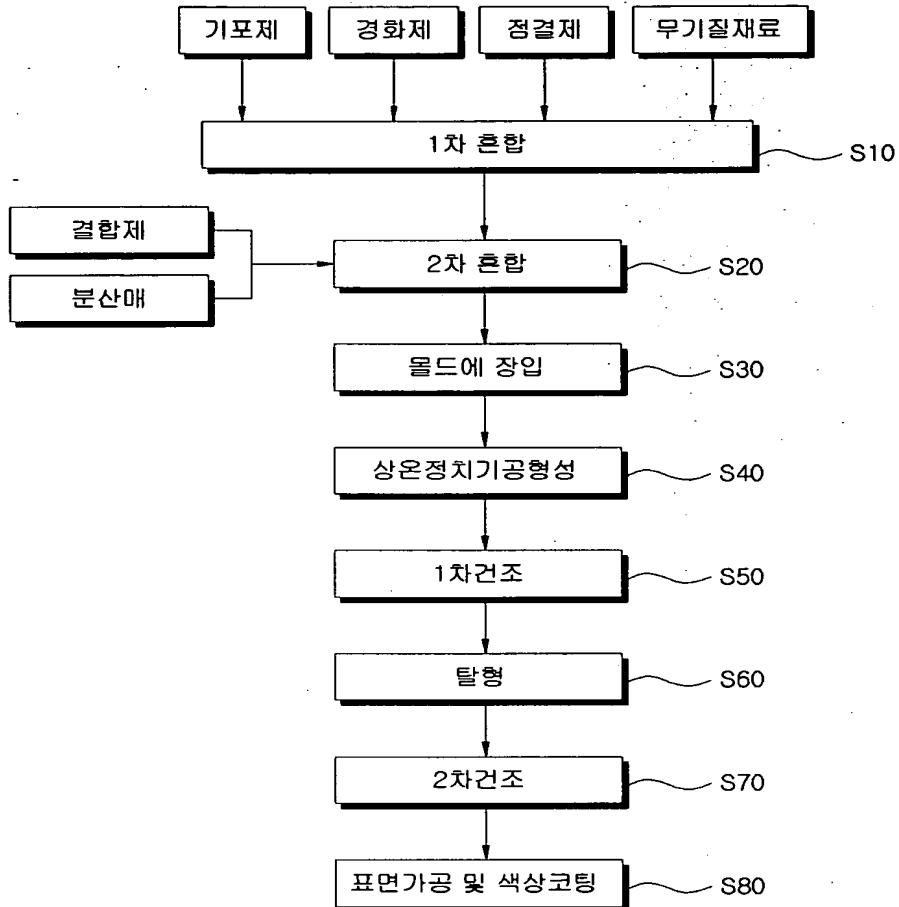 기포제 경화제 점결제 무기질재료
1차 혼합 S10
결합제
2차 혼합 S20
분산매
몰드에 장입 S30
상온정치기공형성 S40
1차건조 S50
탈형 S60
2차건조 S70
표면가공 및 색상코팅 S80